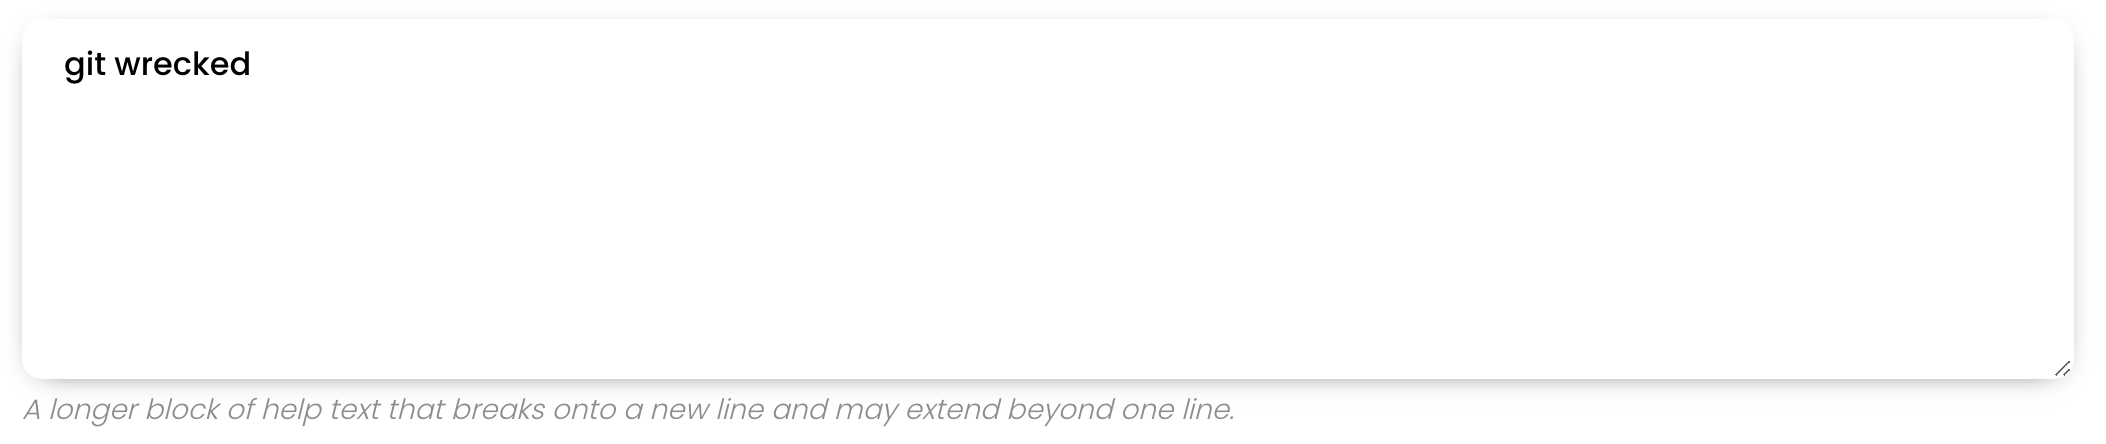 git wrecked
A longer block of help text that breaks onto a new line and may extend beyond one line.